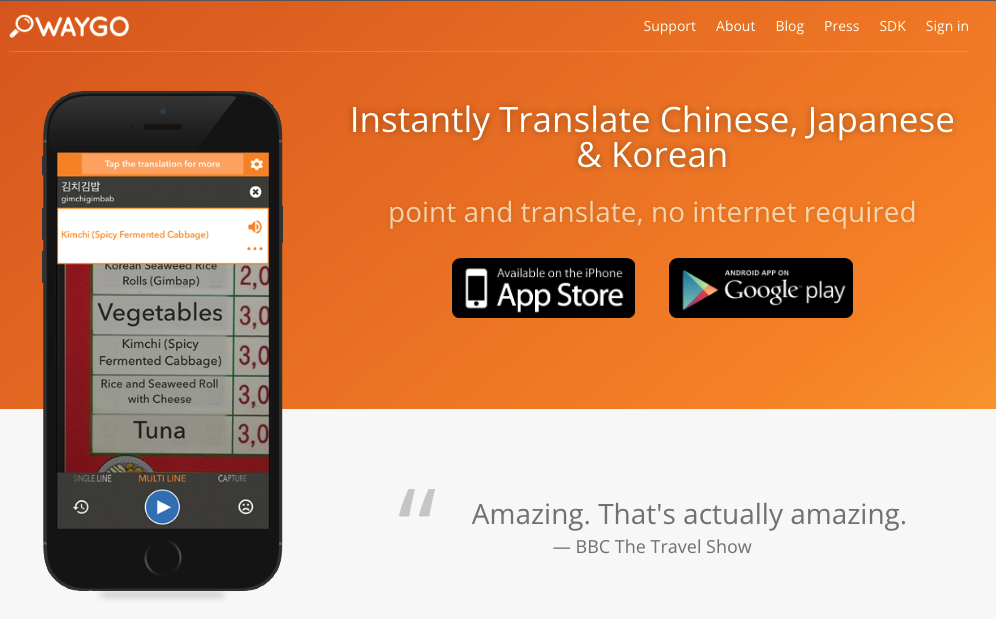 WAYGO
Support About Blog Press SDK Sign in
Instantly Translate Chinese, Japanese
& Korean
point and translate, no internet required
Available on the iPhone
App Store
ANDROID APP ON
Google play
Tap the translation for more
김치김밥
gimchigimbab
Kimchi (Spicy Fermented Cabbage)
Korean Seaweed Rice
Rolls (Gimbap)
2,0
Vegetables
3,0
Kimchi (Spicy
Fermented Cabbage)
3,0
Rice and Seaweed Roll
with Cheese
3,0
Tuna
3,0
SINGLE LINE MULTI LINE CAPTURE
“ Amazing. That's actually amazing.
— BBC The Travel Show